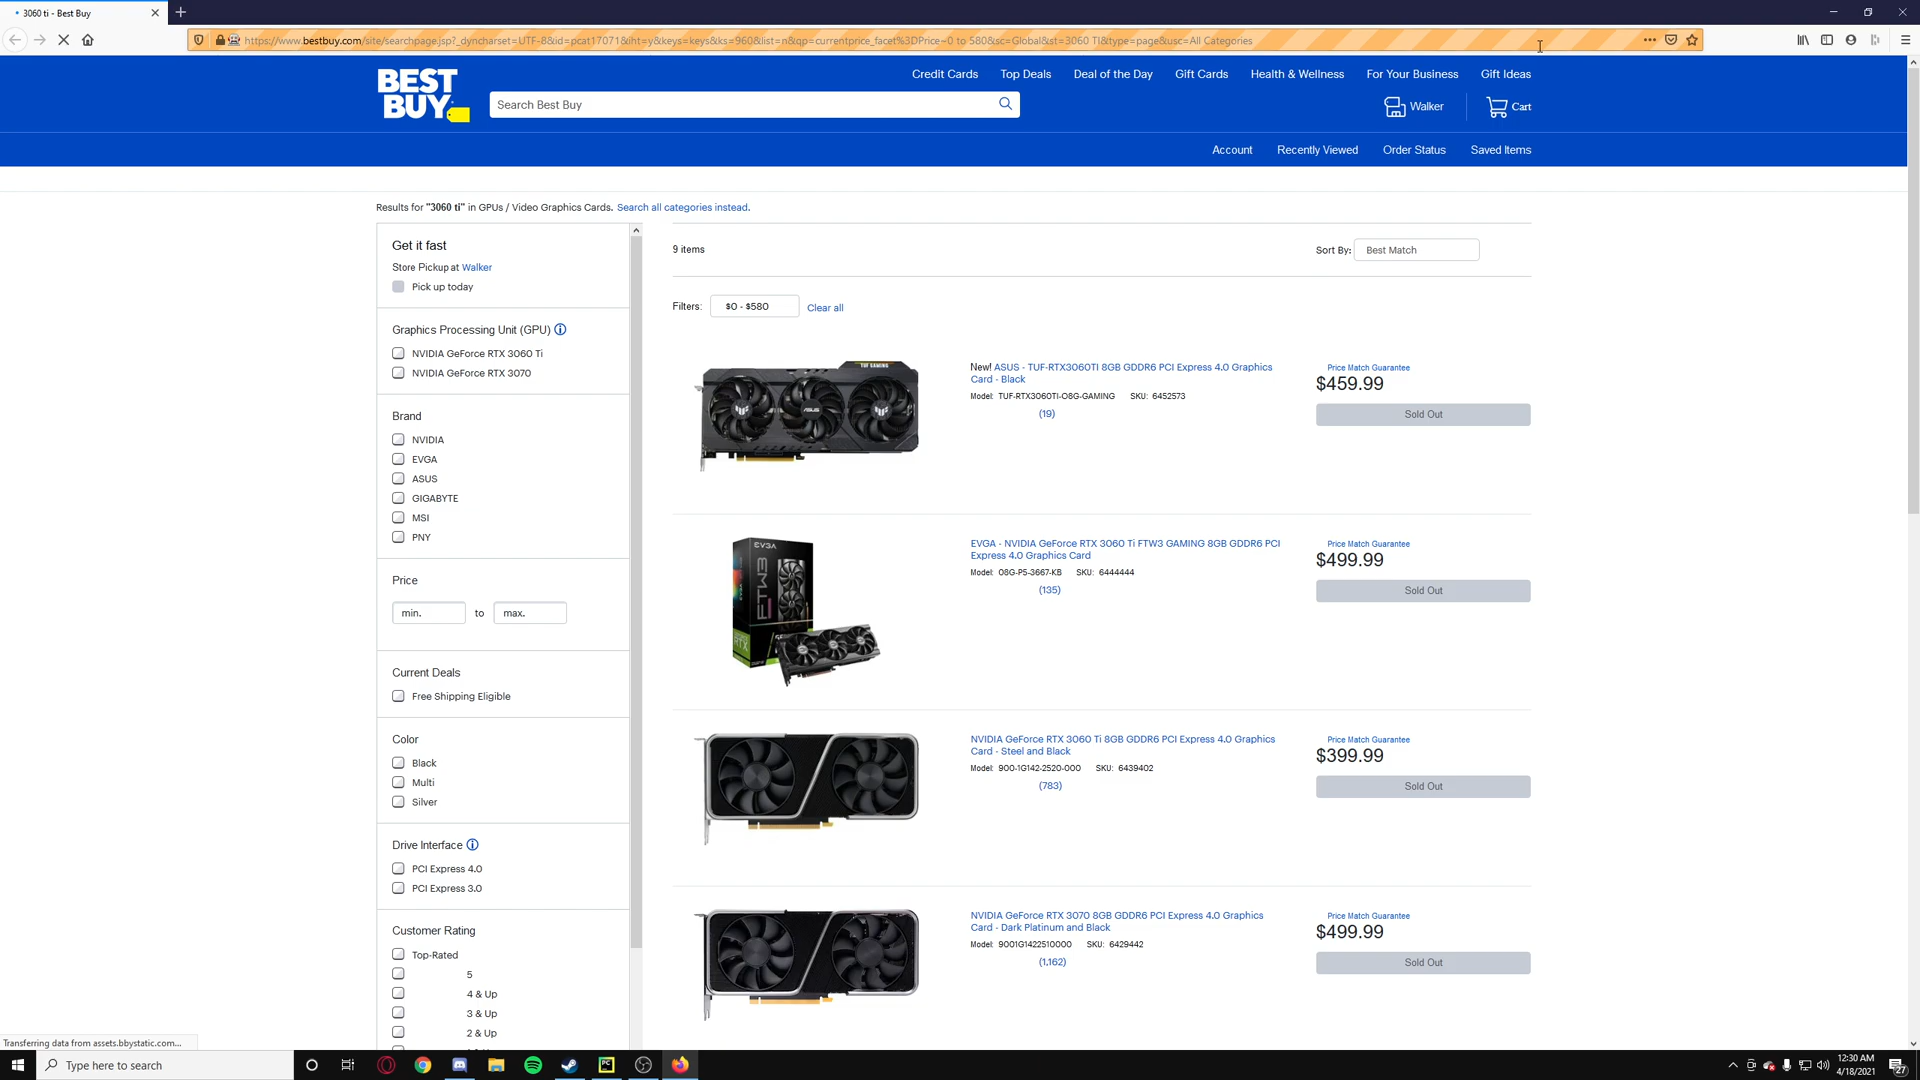 3060 ti - Best Buy
https://www.bestbuy.com/site/searchpage.jsp?_dyncharset=UTF-8&id=pcat17071&iht=y&keys=keys&ks=960&list=n&qp=currentprice_facet%3DPrice~0 to 580&sc=Global&st=3060 TI&type=page&usc=All Categories
BEST BUY
Credit Cards Top Deals Deal of the Day Gift Cards Health & Wellness For Your Business Gift Ideas
Search Best Buy
Walker
Cart
Account Recently Viewed Order Status Saved Items
Results for "3060 ti" in GPUs / Video Graphics Cards. Search all categories instead.
Get it fast
Store Pickup at Walker
Pick up today
Graphics Processing Unit (GPU)
NVIDIA GeForce RTX 3060 Ti
NVIDIA GeForce RTX 3070
Brand
NVIDIA
EVGA
ASUS
GIGABYTE
MSI
PNY
Price
min. to max.
Current Deals
Free Shipping Eligible
Color
Black
Multi
Silver
Drive Interface
PCI Express 4.0
PCI Express 3.0
Customer Rating
Top-Rated
5
4 & Up
3 & Up
2 & Up
9 items
Sort By: Best Match
Filters: $0 - $580 Clear all
TUF GAMING
ASUS
New! ASUS - TUF-RTX3060TI 8GB GDDR6 PCI Express 4.0 Graphics
Card - Black
Model: TUF-RTX3060TI-O8G-GAMING SKU: 6452573
(19)
Price Match Guarantee
$459.99
Sold Out
EVGA
FTW3
RTX
EVGA - NVIDIA GeForce RTX 3060 Ti FTW3 GAMING 8GB GDDR6 PCI
Express 4.0 Graphics Card
Model: 08G-P5-3667-KB SKU: 6444444
(135)
Price Match Guarantee
$499.99
Sold Out
NVIDIA GeForce RTX 3060 Ti 8GB GDDR6 PCI Express 4.0 Graphics
Card - Steel and Black
Model: 900-1G142-2520-000 SKU: 6439402
(783)
Price Match Guarantee
$399.99
Sold Out
NVIDIA GeForce RTX 3070 8GB GDDR6 PCI Express 4.0 Graphics
Card - Dark Platinum and Black
Model: 9001G1422510000 SKU: 6429442
(1,162)
Price Match Guarantee
$499.99
Sold Out
Transferring data from assets.bbystatic.com...
Type here to search
PC
12:30 AM
4/18/2021
27